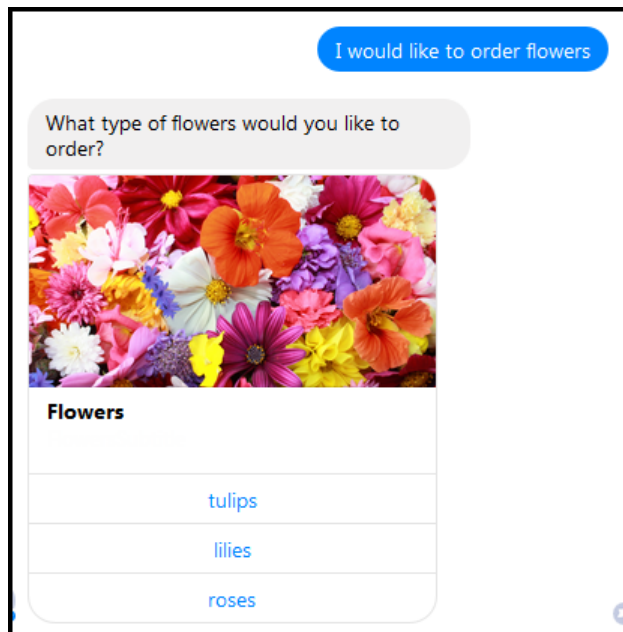 I would like to order flowers
What type of flowers would you like to
order?
Flowers
tulips
lilies
roses